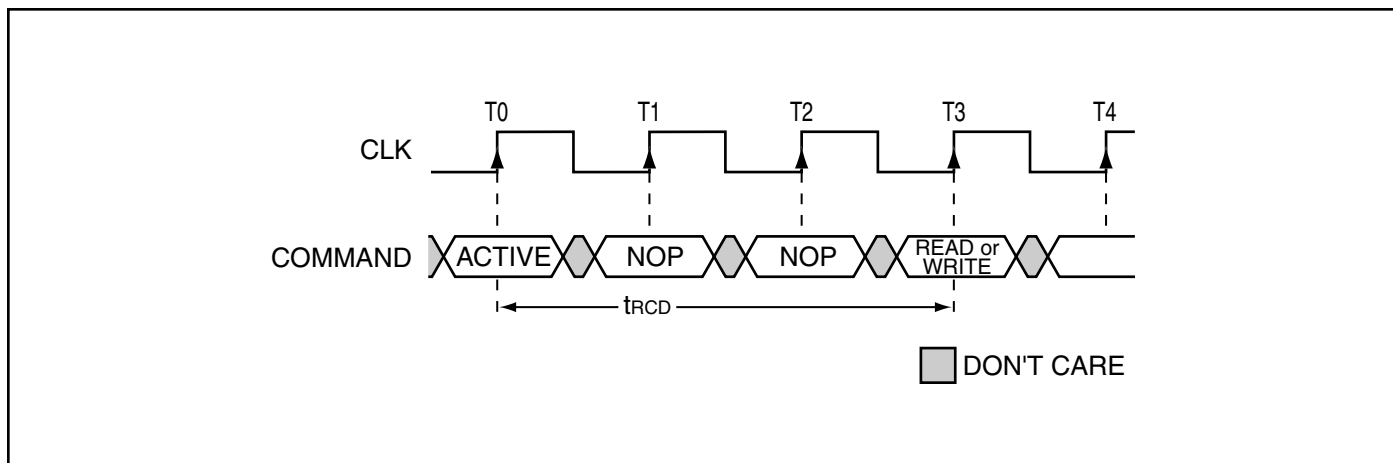 T0 T1 T2 T3 T4
CLK
COMMAND ACTIVE NOP NOP READ or
WRITE
tRCD
DON'T CARE